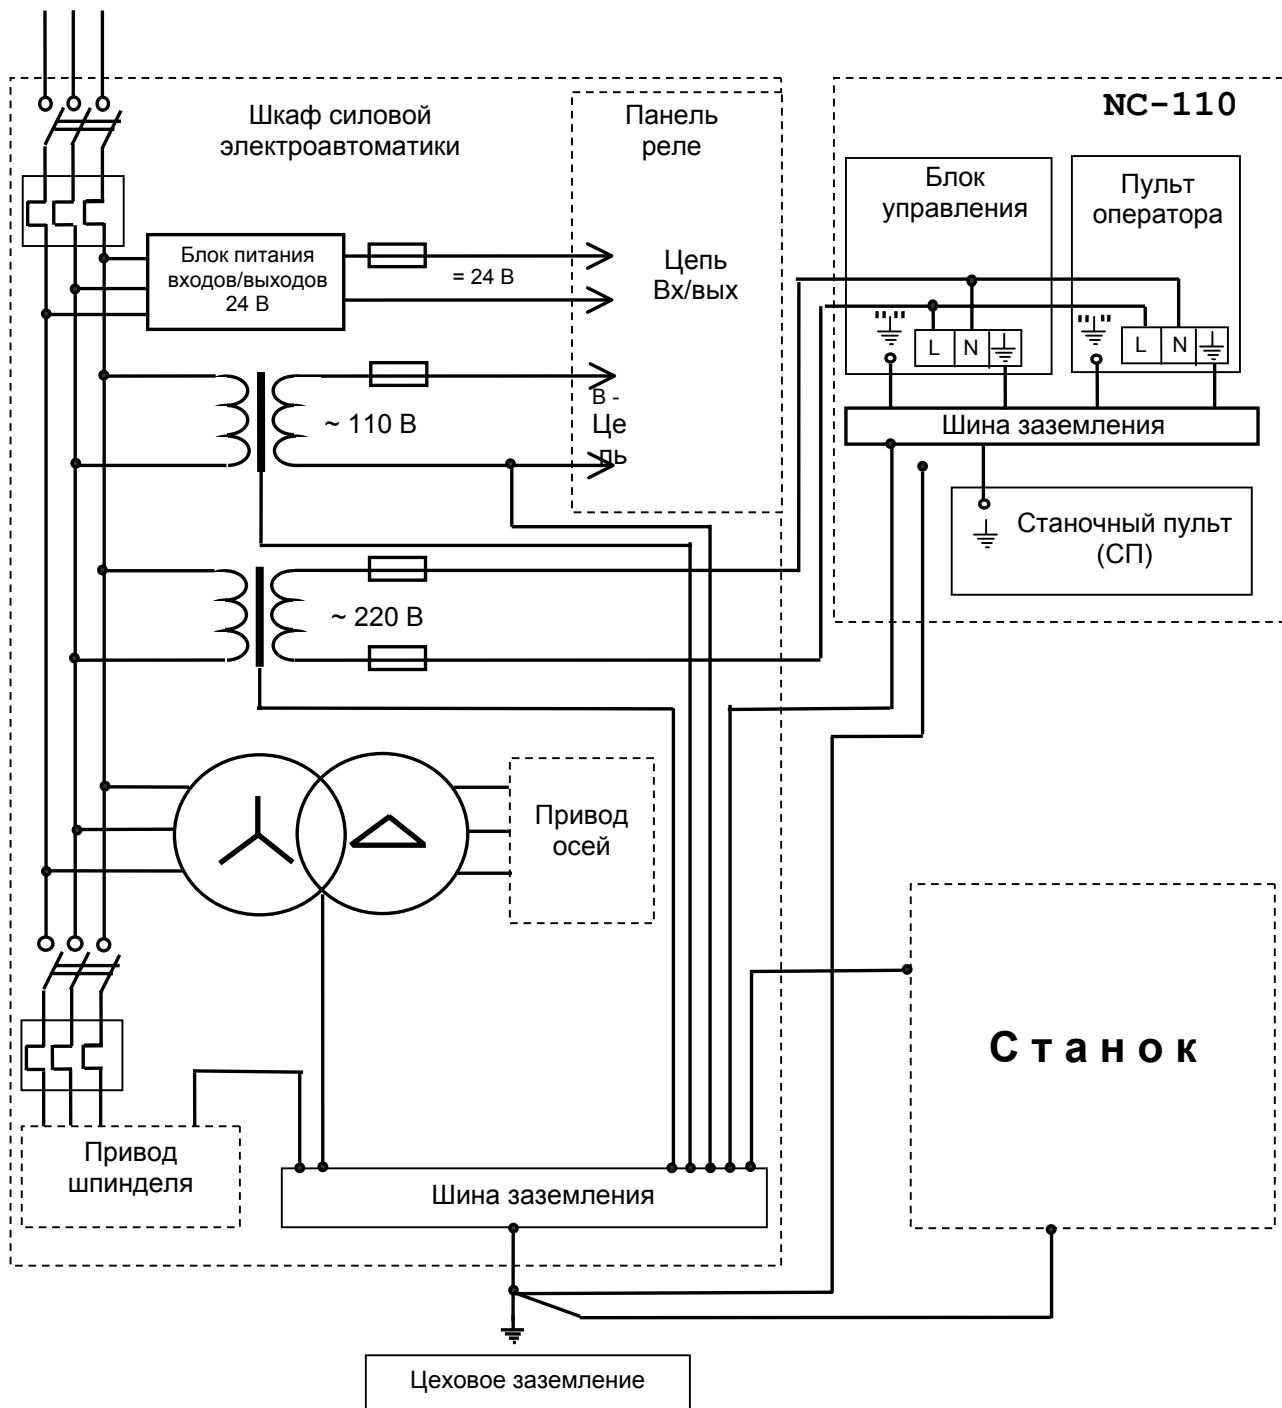 Шкаф силовой
электроавтоматики
Панель
реле
NC-110
Блок
управления
Пульт
оператора
Блок питания
входов/выходов
24 В
= 24 В
Цепь
Вх/вых
L N
L N
~ 110 В
В -
Це
пь
Шина заземления
Станочный пульт
(СП)
~ 220 В
Привод
осей
Станок
Привод
шпинделя
Шина заземления
Цеховое заземление